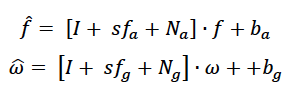 f̂ = [I + sf_a + N_a] · f + b_a
ω̂ = [I + sf_g + N_g] · ω + +b_g